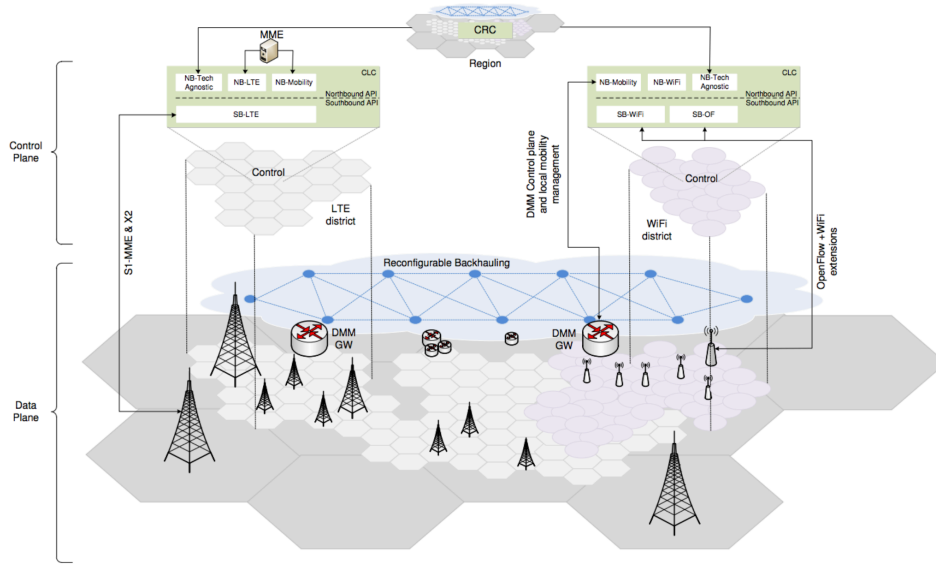 MME
CRC
Region
CLC
NB-Tech
Agnostic
NB-LTE
NB-Mobility
Northbound API
Southbound API
SB-LTE
CLC
NB-Mobility
NB-WiFi
NB-Tech
Agnostic
Northbound API
Southbound API
SB-WiFi
SB-OF
Control
Plane
Control
LTE
district
Control
WiFi
district
S1-MME & X2
DMM Control plane
and local mobility
management
OpenFlow +WiFi
extensions
Reconfigurable Backhauling
DMM
GW
DMM
GW
Data
Plane